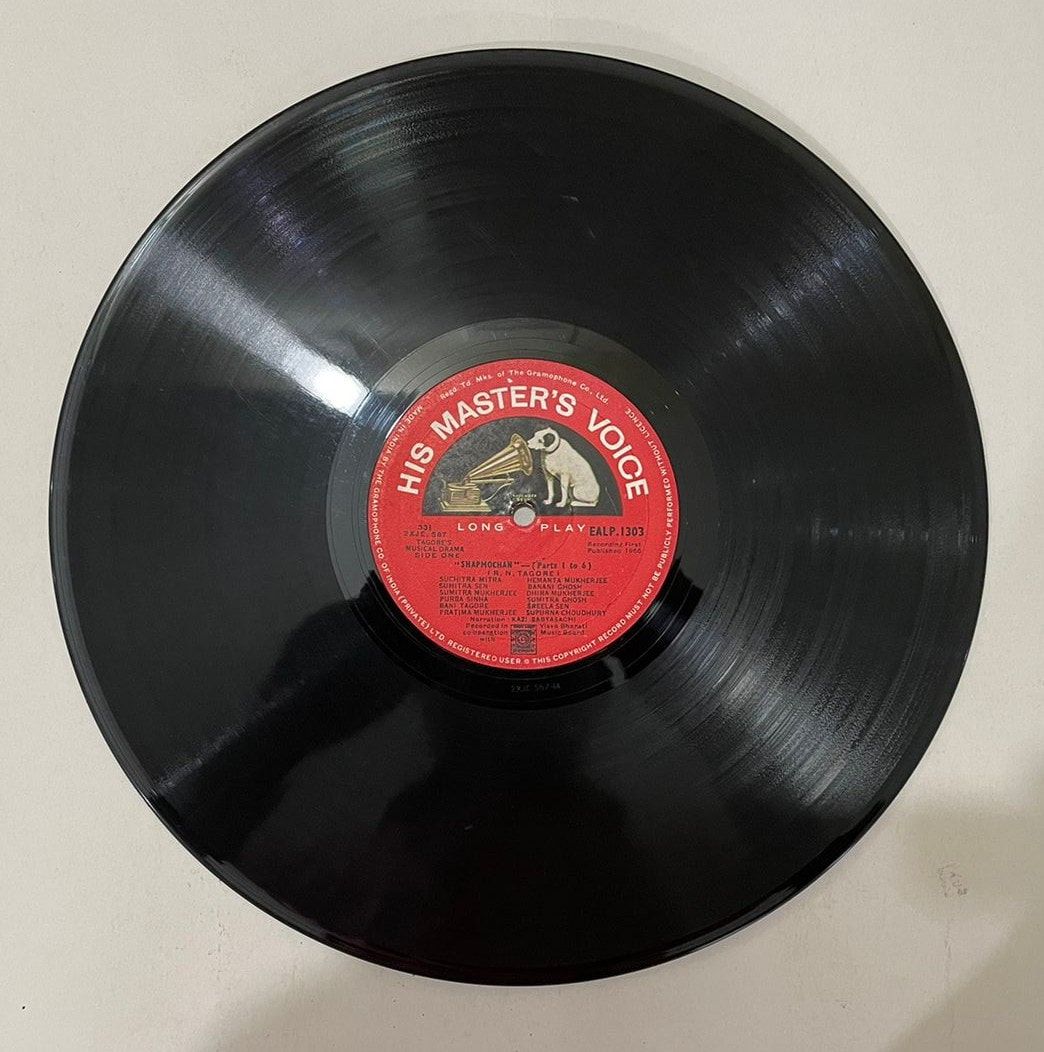 Regd. Td. Mks. of The Gramophone Co., Ltd.
MADE IN INDIA BY THE GRAMOPHONE CO. OF INDIA (PRIVATE) LTD. REGISTERED USER ® THIS COPYRIGHT RECORD MUST NOT BE PUBLICLY PERFORMED WITHOUT LICENCE
HIS MASTER'S VOICE
LONG PLAY
331
2XJE. 567
TAGORE'S
MUSICAL DRAMA
SIDE ONE
EALP.1303
Recording First
Published 1966
"SHAPMOCHAN"—(Parts 1 to 6)
(R. N. TAGORE)
SUCHITRA MITRA HEMANTA MUKHERJEE
SUMITRA SEN BANANI GHOSH
SUMITRA MUKHERJEE DHIRA MUKHERJEE
PURBA SINHA SUMITRA GHOSH
BANI TAGORE SREELA SEN
PRATIMA MUKHERJEE SUPURNA CHOUDHURY
Narration : KAZI SABYASACHI
Recorded in Visva Bharati
cooperation Music Board.
with